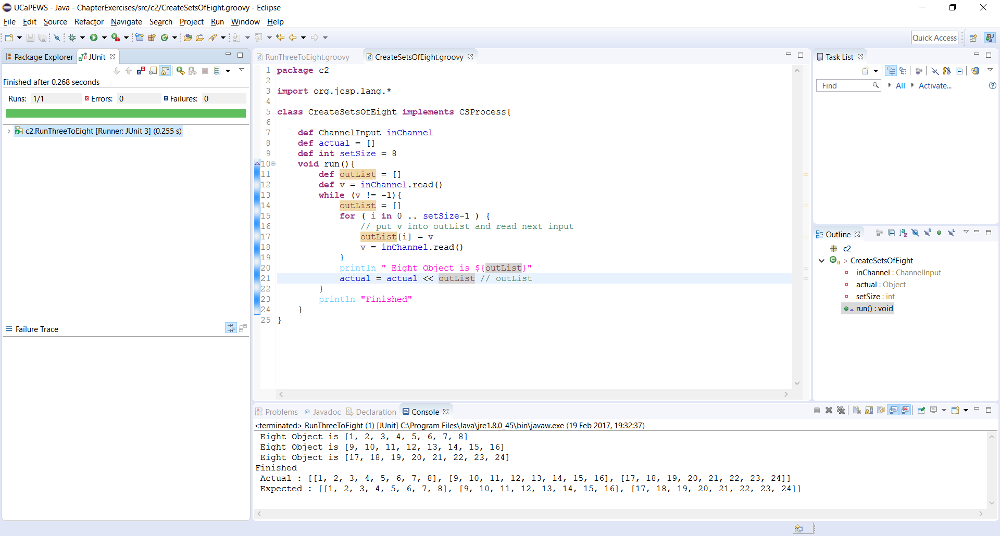 UCaPEWS - Java - ChapterExercises/src/c2/CreateSetsOfEight.groovy - Eclipse
File Edit Source Refactor Navigate Search Project Run Window Help
Quick Access
Package Explorer JUnit
Finished after 0.268 seconds
Runs: 1/1 Errors: 0 Failures: 0
c2.RunThreeToEight [Runner: JUnit 3] (0.255 s)
Failure Trace
RunThreeToEight.groovy CreateSetsOfEight.groovy
1 package c2
2
3 import org.jcsp.lang.*
4
5 class CreateSetsOfEight implements CSProcess{
6
7     def ChannelInput inChannel
8     def actual = []
9     def int setSize = 8
10     void run(){
11         def outList = []
12         def v = inChannel.read()
13         while (v != -1){
14             outList = []
15             for ( i in 0 .. setSize-1 ) {
16                 // put v into outList and read next input
17                 outList[i] = v
18                 v = inChannel.read()
19             }
20             println " Eight Object is ${outList}"
21             actual = actual << outList // outList
22         }
23         println "Finished"
24     }
25 }
Task List
Find All Activate...
Outline
c2
CreateSetsOfEight
inChannel : ChannelInput
actual : Object
setSize : int
run() : void
Problems Javadoc Declaration Console
<terminated> RunThreeToEight (1) [JUnit] C:\Program Files\Java\jre1.8.0_45\bin\javaw.exe (19 Feb 2017, 19:32:37)
Eight Object is [1, 2, 3, 4, 5, 6, 7, 8]
Eight Object is [9, 10, 11, 12, 13, 14, 15, 16]
Eight Object is [17, 18, 19, 20, 21, 22, 23, 24]
Finished
Actual : [[1, 2, 3, 4, 5, 6, 7, 8], [9, 10, 11, 12, 13, 14, 15, 16], [17, 18, 19, 20, 21, 22, 23, 24]]
Expected : [[1, 2, 3, 4, 5, 6, 7, 8], [9, 10, 11, 12, 13, 14, 15, 16], [17, 18, 19, 20, 21, 22, 23, 24]]